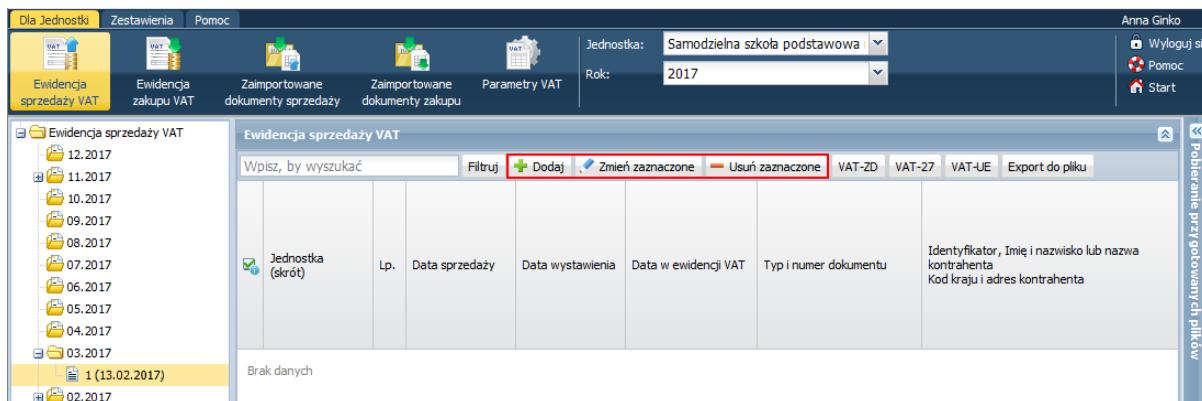 Dla Jednostki Zestawienia Pomoc Anna Ginko
Ewidencja sprzedaży VAT
Ewidencja zakupu VAT
Zaimportowane dokumenty sprzedaży
Zaimportowane dokumenty zakupu
Parametry VAT
Jednostka: Samodzielna szkoła podstawowa
Rok: 2017
Wyloguj si
Pomoc
Start
Ewidencja sprzedaży VAT
12.2017
11.2017
10.2017
09.2017
08.2017
07.2017
06.2017
05.2017
04.2017
03.2017
1 (13.02.2017)
02.2017
Ewidencja sprzedaży VAT
Wpisz, by wyszukać Filtruj Dodaj Zmień zaznaczone Usuń zaznaczone VAT-ZD VAT-27 VAT-UE Export do pliku
Jednostka (skrót)
Lp.
Data sprzedaży
Data wystawienia
Data w ewidencji VAT
Typ i numer dokumentu
Identyfikator, Imię i nazwisko lub nazwa
kontrahenta
Kod kraju i adres kontrahenta
Brak danych
Pobieranie przygotowanych plików